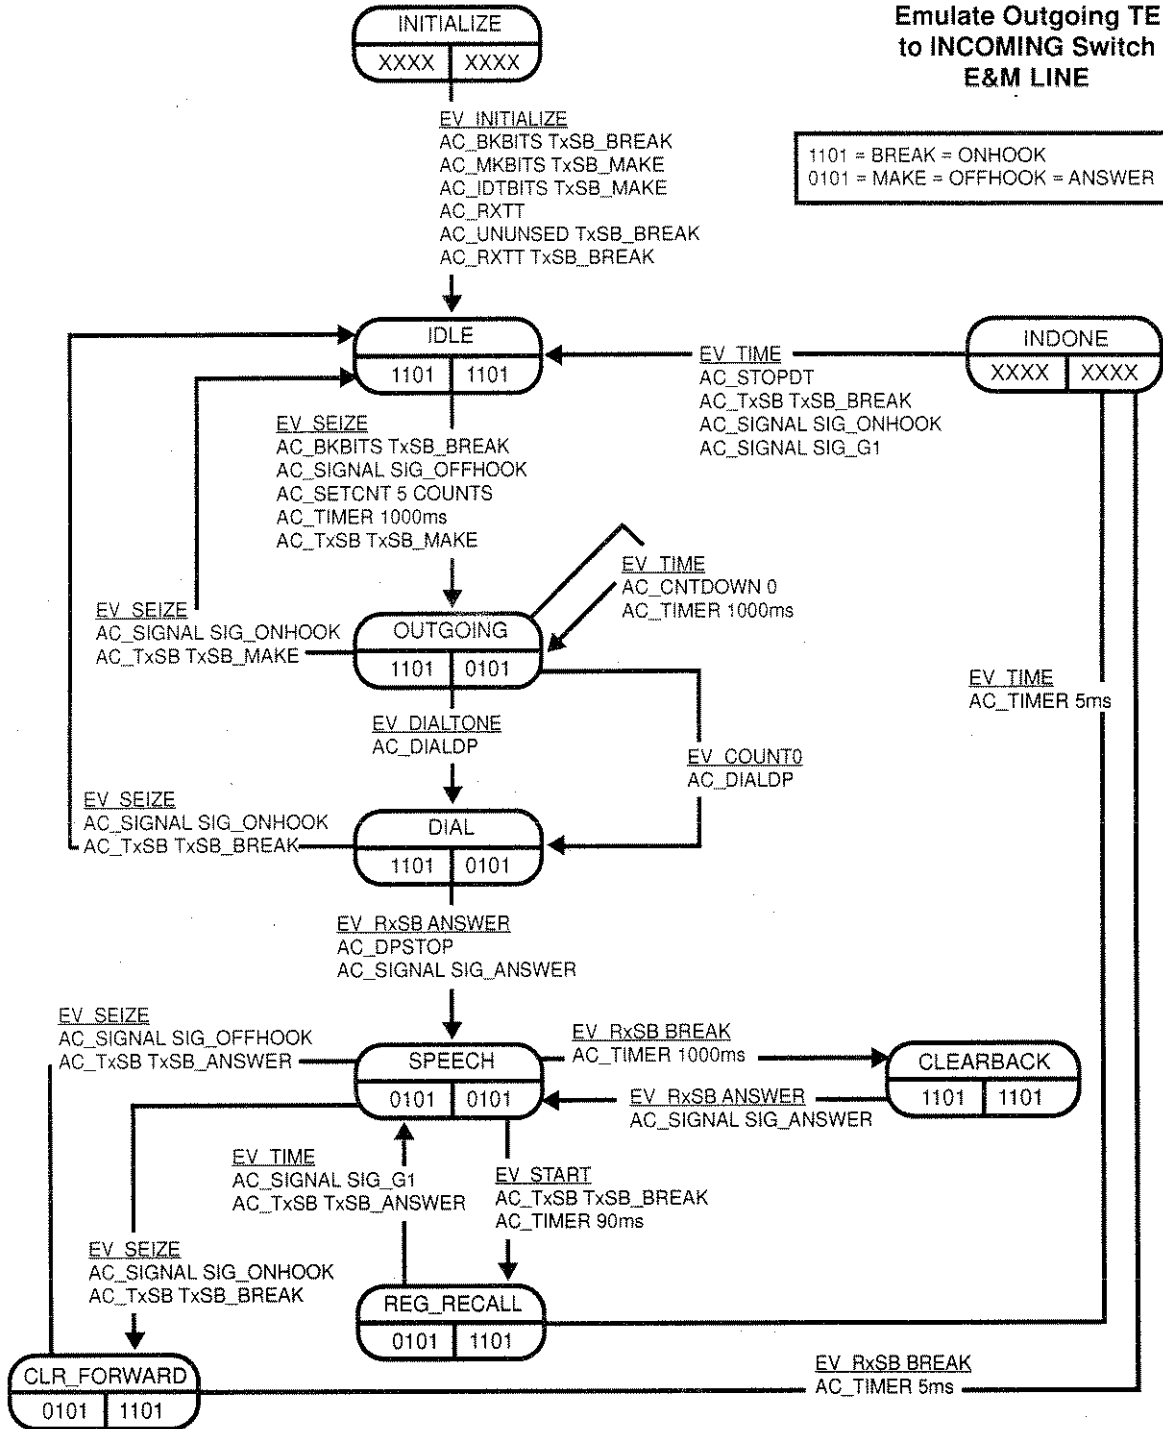 Emulate Outgoing TE
to INCOMING Switch
E&M LINE
1101 = BREAK = ONHOOK
0101 = MAKE = OFFHOOK = ANSWER
INITIALIZE
XXXX XXXX
EV_INITIALIZE
AC_BKBITS TxSB_BREAK
AC_MKBITS TxSB_MAKE
AC_IDTBITS TxSB_MAKE
AC_RXTT
AC_UNUNSED TxSB_BREAK
AC_RXTT TxSB_BREAK
IDLE
1101 1101
INDONE
XXXX XXXX
EV_TIME
AC_STOPDT
AC_TxSB TxSB_BREAK
AC_SIGNAL SIG_ONHOOK
AC_SIGNAL SIG_G1
EV_SEIZE
AC_BKBITS TxSB_BREAK
AC_SIGNAL SIG_OFFHOOK
AC_SETCNT 5 COUNTS
AC_TIMER 1000ms
AC_TxSB TxSB_MAKE
EV_TIME
AC_CNTDOWN 0
AC_TIMER 1000ms
EV_SEIZE
AC_SIGNAL SIG_ONHOOK
AC_TxSB TxSB_MAKE
OUTGOING
1101 0101
EV_TIME
AC_TIMER 5ms
EV_DIALTONE
AC_DIALDP
EV_COUNT0
AC_DIALDP
EV_SEIZE
AC_SIGNAL SIG_ONHOOK
AC_TxSB TxSB_BREAK
DIAL
1101 0101
EV_RxSB ANSWER
AC_DPSTOP
AC_SIGNAL SIG_ANSWER
EV_SEIZE
AC_SIGNAL SIG_OFFHOOK
AC_TxSB TxSB_ANSWER
SPEECH
0101 0101
EV_RxSB BREAK
AC_TIMER 1000ms
CLEARBACK
1101 1101
EV_RxSB ANSWER
AC_SIGNAL SIG_ANSWER
EV_TIME
AC_SIGNAL SIG_G1
AC_TxSB TxSB_ANSWER
EV_START
AC_TxSB TxSB_BREAK
AC_TIMER 90ms
EV_SEIZE
AC_SIGNAL SIG_ONHOOK
AC_TxSB TxSB_BREAK
REG_RECALL
0101 1101
CLR_FORWARD
0101 1101
EV_RxSB BREAK
AC_TIMER 5ms